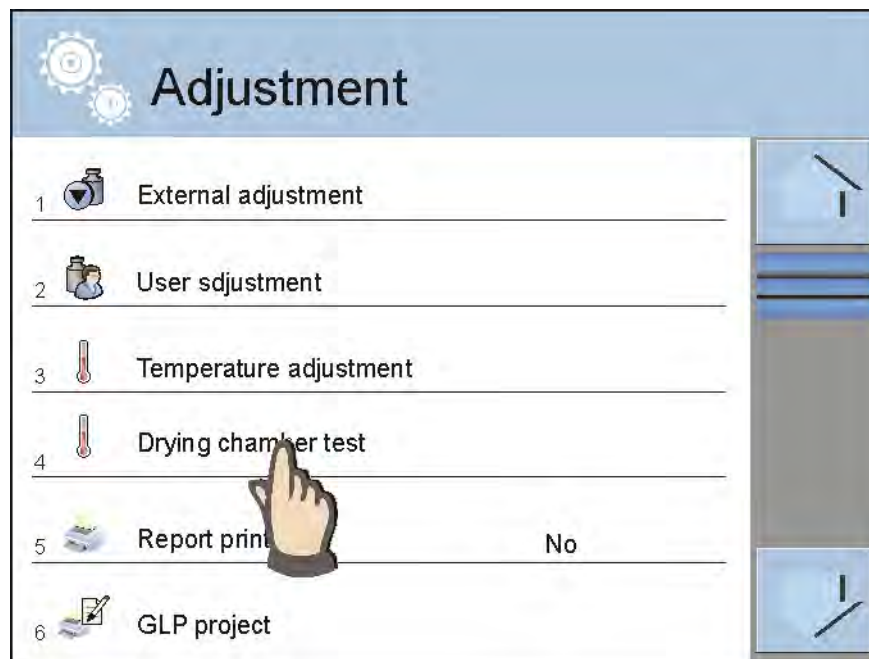 Adjustment
1 External adjustment
2 User sdjustment
3 Temperature adjustment
4 Drying chamber test
5 Report print No
6 GLP project